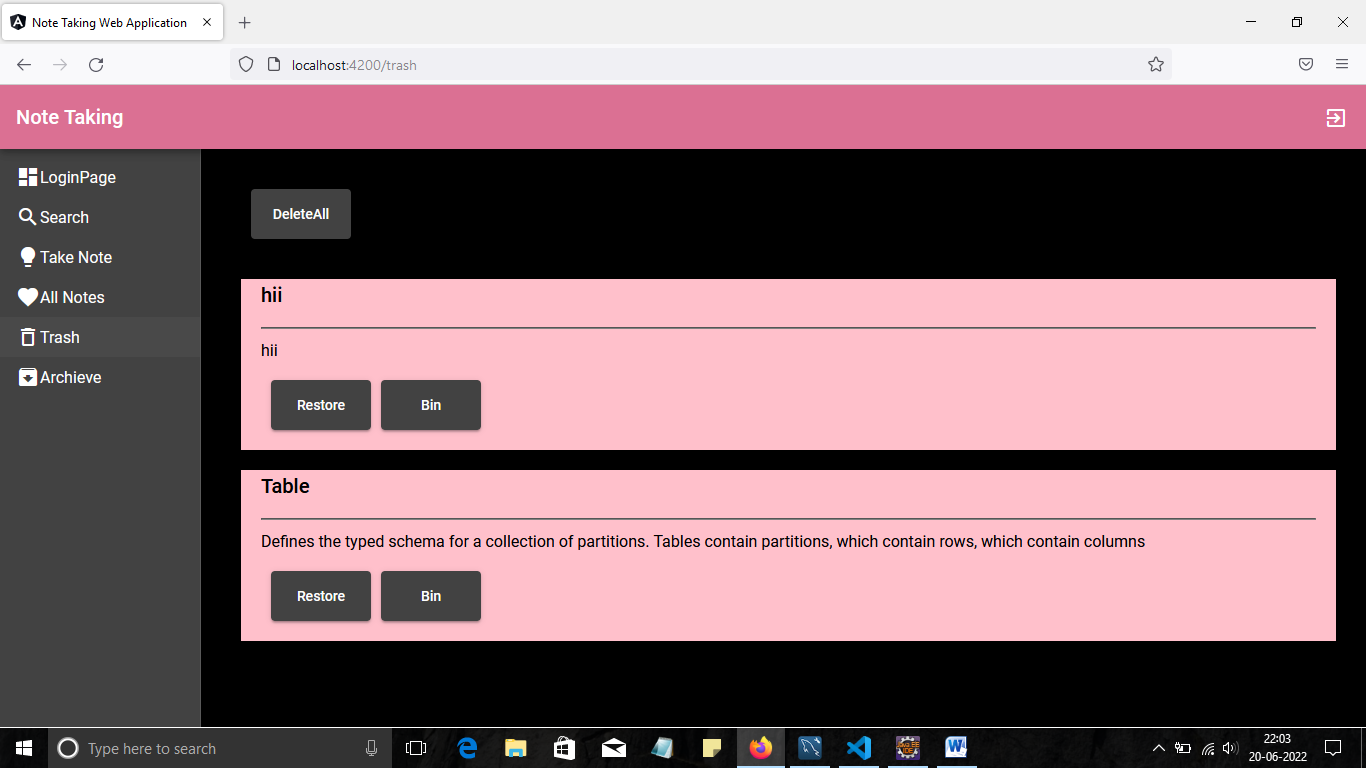 Note Taking Web Application
localhost:4200/trash
Note Taking
LoginPage
Search
Take Note
All Notes
Trash
Archieve
DeleteAll
hii
hii
Restore Bin
Table
Defines the typed schema for a collection of partitions. Tables contain partitions, which contain rows, which contain columns
Restore Bin
Type here to search
22:03
20-06-2022